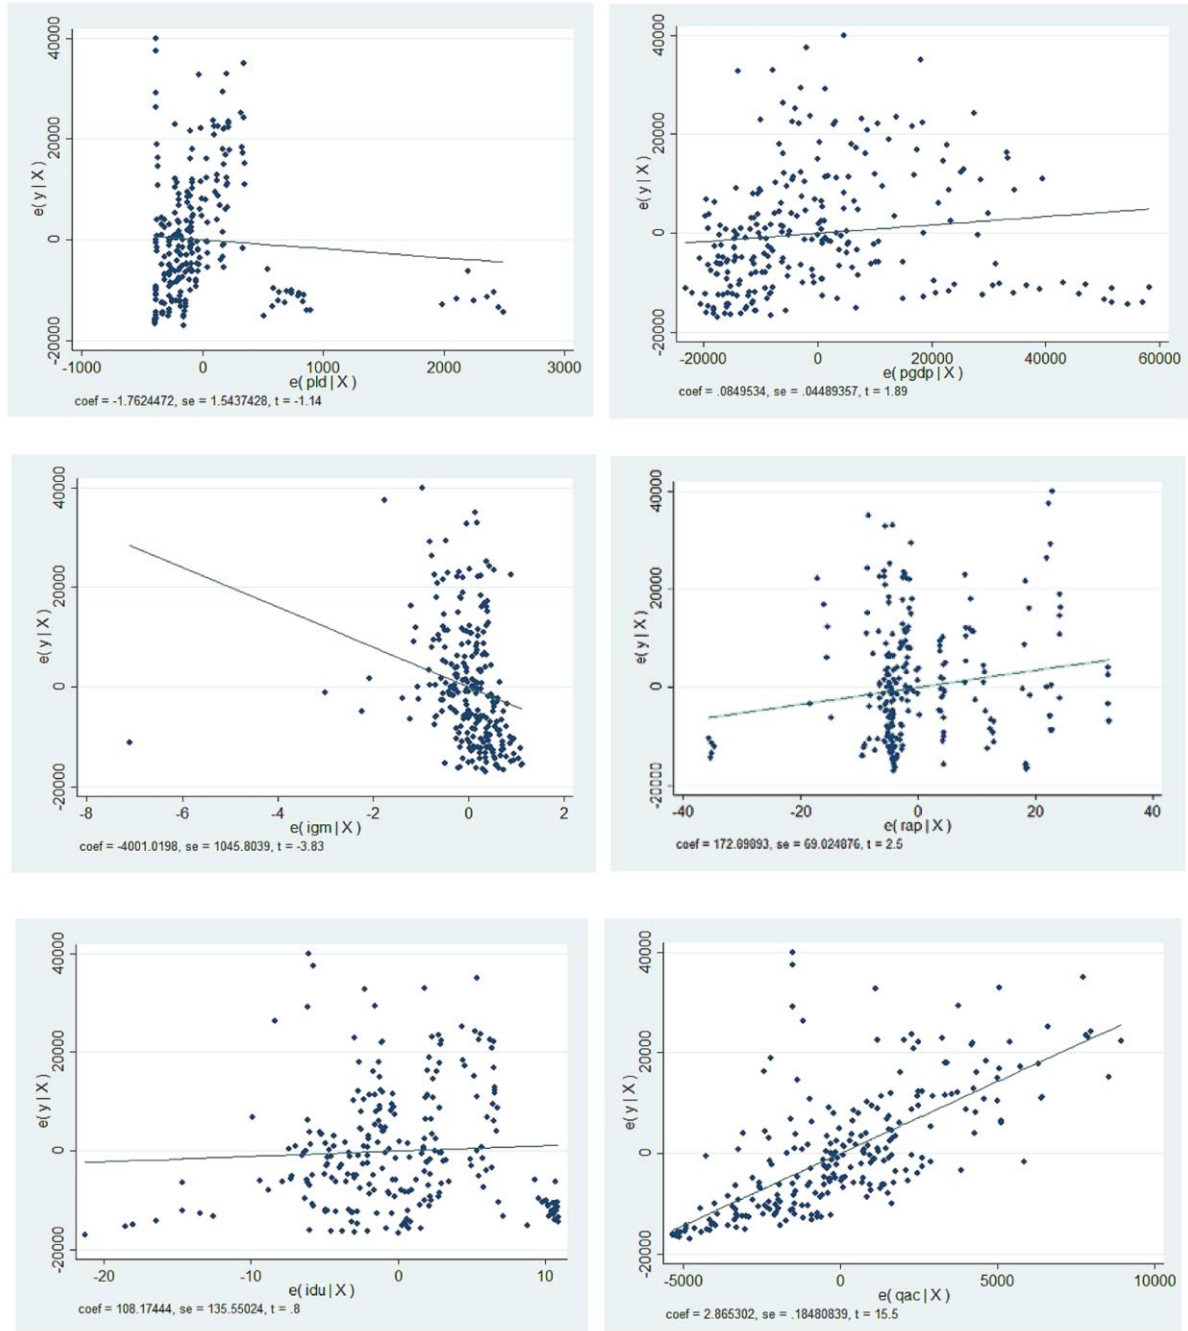 40000
20000
0
-20000
e( y | X )
-1000
0
1000
2000
3000
e( pld | X )
coef = -1.7624472, se = 1.5437428, t = -1.14
40000
20000
0
-20000
e( y | X )
-20000
0
20000
40000
60000
e( pgdp | X )
coef = .0849534, se = .04489357, t = 1.89
40000
20000
0
-20000
e( y | X )
-8
-6
-4
-2
0
2
e( igm | X )
coef = -4001.0198, se = 1045.8039, t = -3.83
40000
20000
0
-20000
e( y | X )
-40
-20
0
20
40
e( rap | X )
coef = 172.89893, se = 69.024876, t = 2.5
40000
20000
0
-20000
e( y | X )
-20
-10
0
10
e( idu | X )
coef = 108.17444, se = 135.55024, t = .8
40000
20000
0
-20000
e( y | X )
-5000
0
5000
10000
e( qac | X )
coef = 2.865302, se = .18480839, t = 15.5